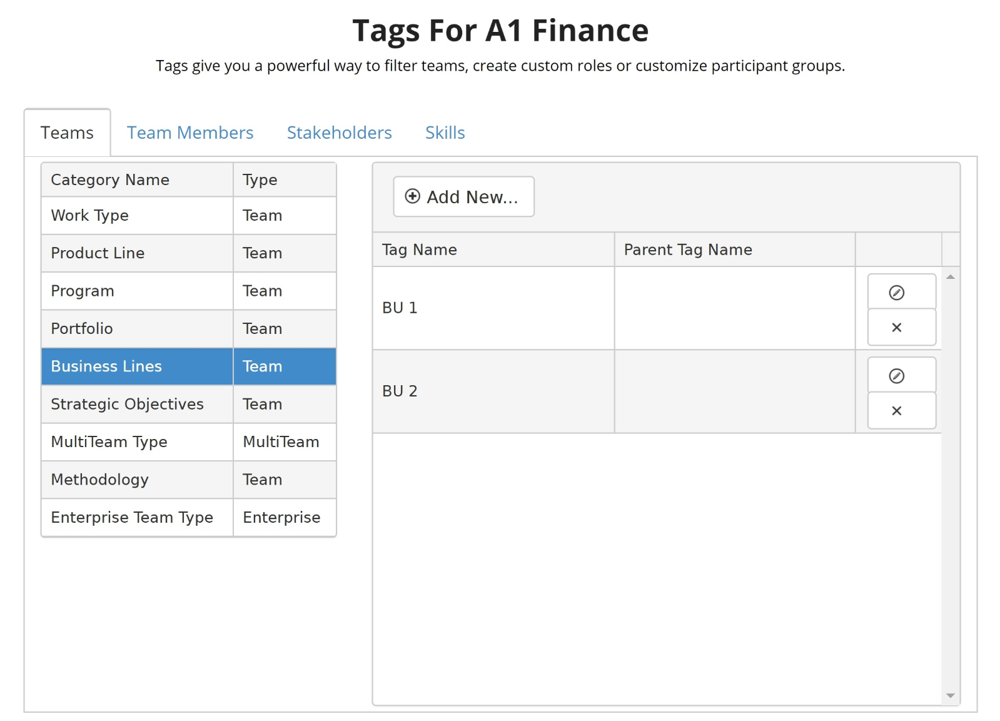 Tags For A1 Finance
Tags give you a powerful way to filter teams, create custom roles or customize participant groups.
Teams Team Members Stakeholders Skills
Category Name Type
Work Type Team
Product Line Team
Program Team
Portfolio Team
Business Lines Team
Strategic Objectives Team
MultiTeam Type MultiTeam
Methodology Team
Enterprise Team Type Enterprise
Add New...
Tag Name Parent Tag Name
BU 1
BU 2